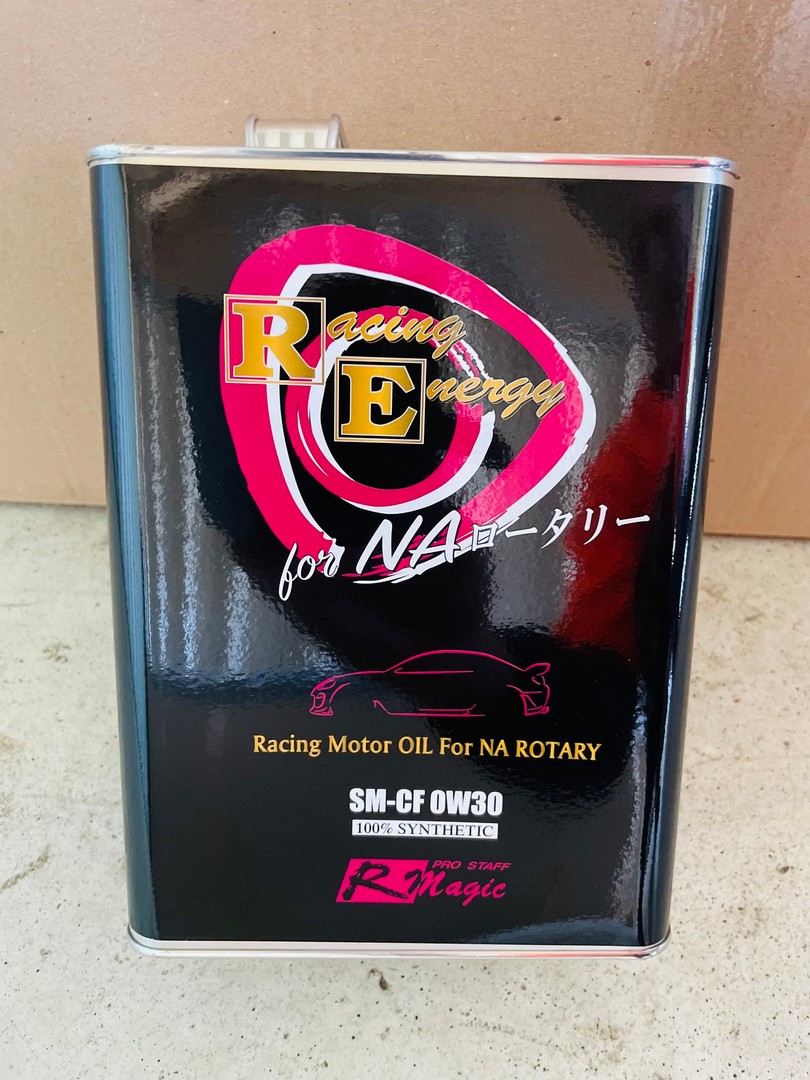 Racing
Energy
for NAロータリー
Racing Motor OIL For NA ROTARY
SM-CF 0W30
100% SYNTHETIC
PRO STAFF
R Magic